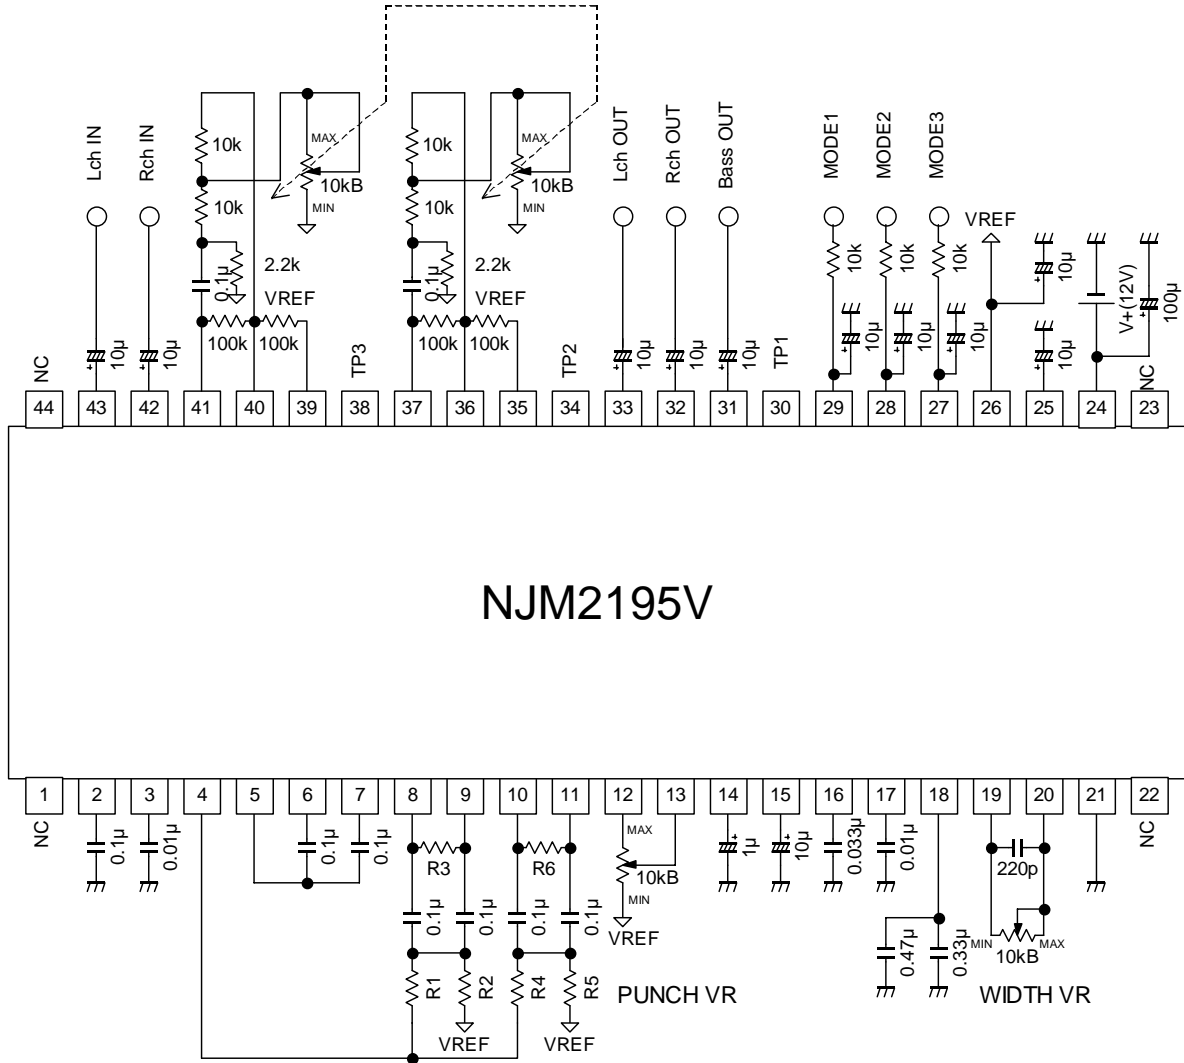 Lch IN
Rch IN
10k
10k
0.1µ
2.2k
VREF
100k
100k
MAX
10kB
MIN
10k
10k
0.1µ
2.2k
VREF
100k
100k
MAX
10kB
MIN
Lch OUT
Rch OUT
Bass OUT
MODE1
MODE2
MODE3
10k
10k
10k
VREF
10µ
V+(12V)
100µ
NC
10µ
10µ
TP3
TP2
10µ
10µ
10µ
TP1
10µ
10µ
10µ
10µ
NC
44 43 42 41 40 39 38 37 36 35 34 33 32 31 30 29 28 27 26 25 24 23
NJM2195V
1 2 3 4 5 6 7 8 9 10 11 12 13 14 15 16 17 18 19 20 21 22
NC
0.1µ
0.01µ
0.1µ
0.1µ
R3
R6
0.1µ
0.1µ
0.1µ
0.1µ
R1
R2
R4
R5
VREF
VREF
MAX
10kB
MIN
VREF
PUNCH VR
1µ
10µ
0.033µ
0.01µ
0.47µ
0.33µ
220p
MIN
10kB
MAX
WIDTH VR
NC